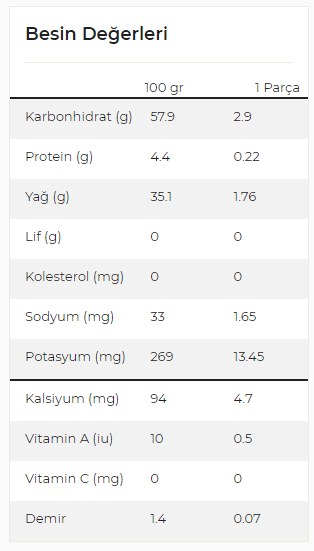 Besin Değerleri
100 gr 1 Parça
Karbonhidrat (g) 57.9 2.9
Protein (g) 4.4 0.22
Yağ (g) 35.1 1.76
Lif (g) 0 0
Kolesterol (mg) 0 0
Sodyum (mg) 33 1.65
Potasyum (mg) 269 13.45
Kalsiyum (mg) 94 4.7
Vitamin A (iu) 10 0.5
Vitamin C (mg) 0 0
Demir 1.4 0.07